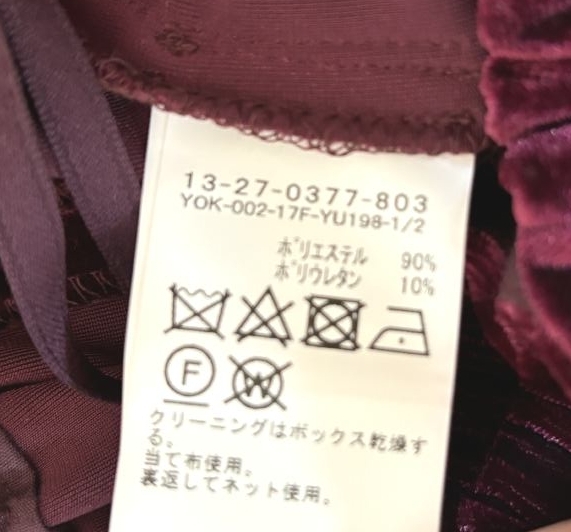 13-27-0377-803
YOK-002-17F-YU198-1/2
ポリエステル 90%
ポリウレタン 10%
F W
クリーニングはボックス乾燥す
る。
当て布使用。
裏返してネット使用。